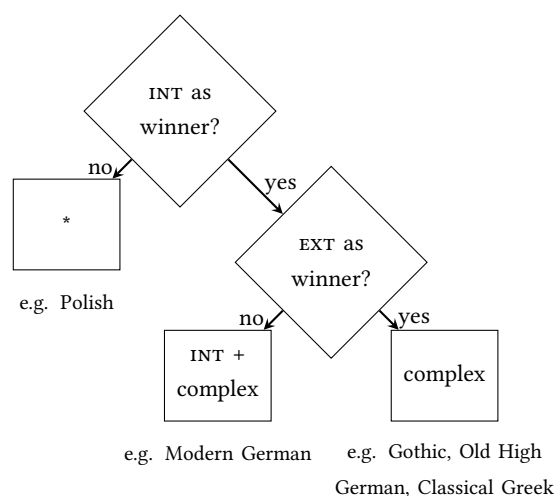 INT as
winner?
no
yes
*
EXT as
winner?
e.g. Polish
no
yes
INT +
complex
complex
e.g. Modern German
e.g. Gothic, Old High
German, Classical Greek